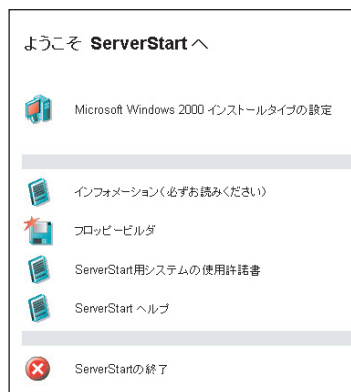 ようこそ ServerStart へ
Microsoft Windows 2000 インストールタイプの設定
インフォメーション(必ずお読みください)
フロッピービルダ
ServerStart用システムの使用許諾書
ServerStart ヘルプ
ServerStartの終了